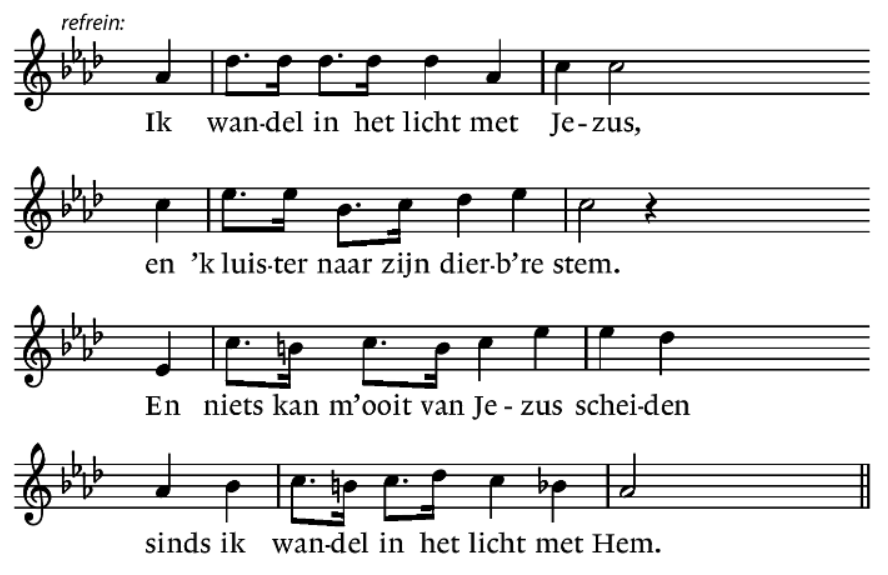 refrein:
Ik wan-del in het licht met Je-zus,
en ’k luis-ter naar zijn dier-b’re stem.
En niets kan m’ooit van Je-zus schei-den
sinds ik wan-del in het licht met Hem.